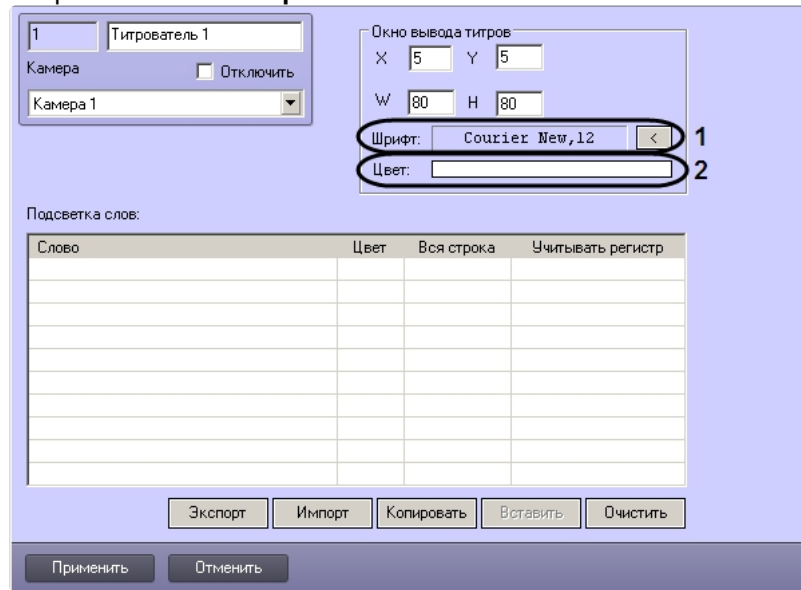 1 Титрователь 1
Камера Отключить
Камера 1
Окно вывода титров
X 5 Y 5
W 80 H 80
Шрифт: Courier New,12 < 1
Цвет: 2
Подсветка слов:
Слово Цвет Вся строка Учитывать регистр
Экспорт Импорт Копировать Вставить Очистить
Применить Отменить